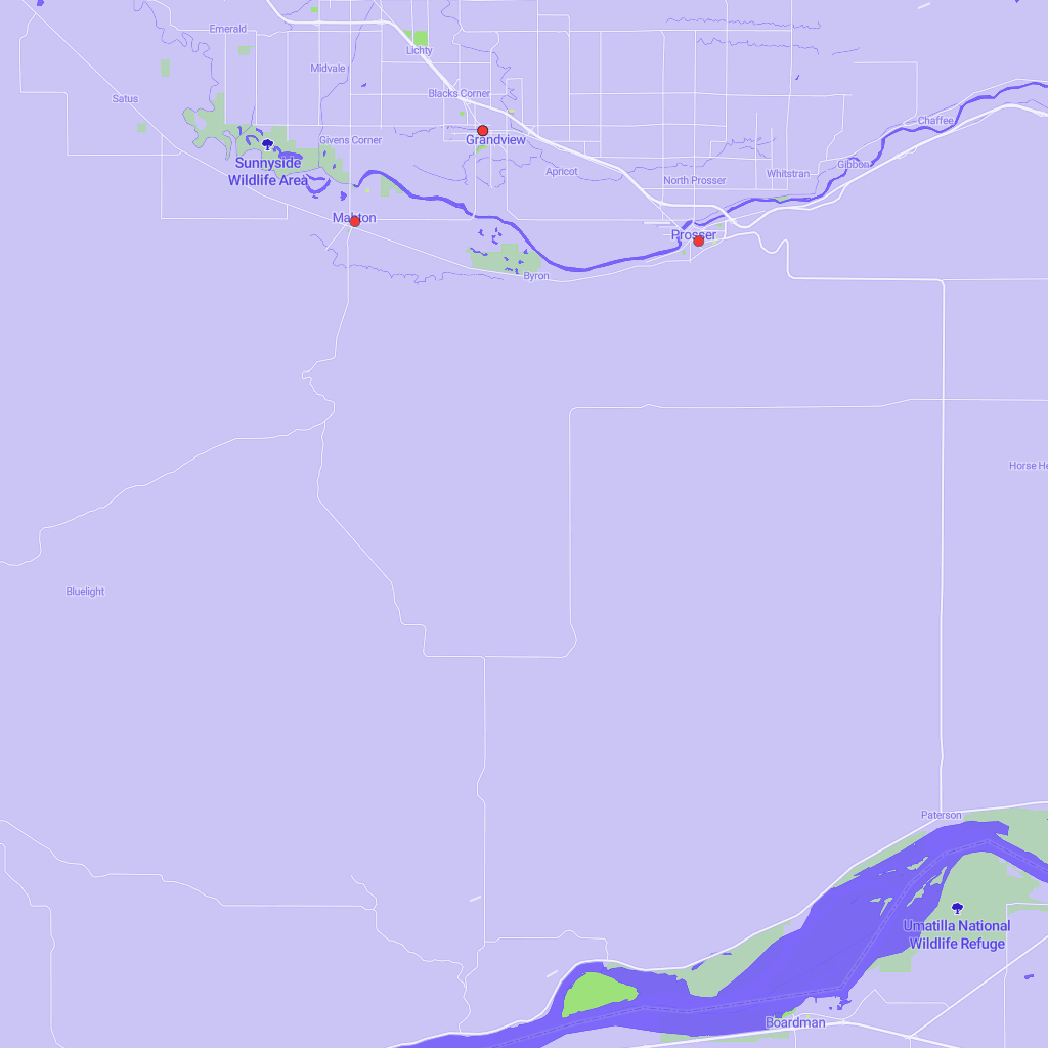 Emerald
Lichty
Midvale
Blacks Corner
Satus
Chaffee
Grandview
Givens Corner
Sunnyside
Wildlife Area
Gibbon
Apricot
Whitstran
North Prosser
Mabton
Prosser
Byron
Horse He
Bluelight
Paterson
Umatilla National
Wildlife Refuge
Boardman